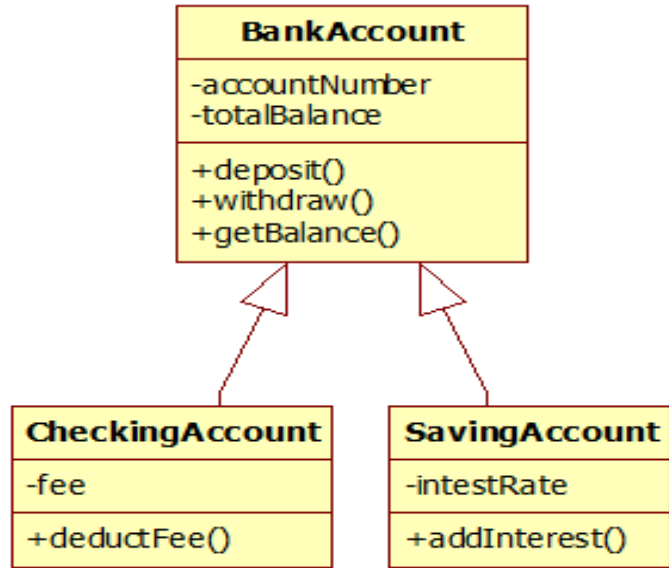 BankAccount
-accountNumber
-totalBalance
+deposit()
+withdraw()
+getBalance()
CheckingAccount
-fee
+deductFee()
SavingAccount
-intestRate
+addInterest()